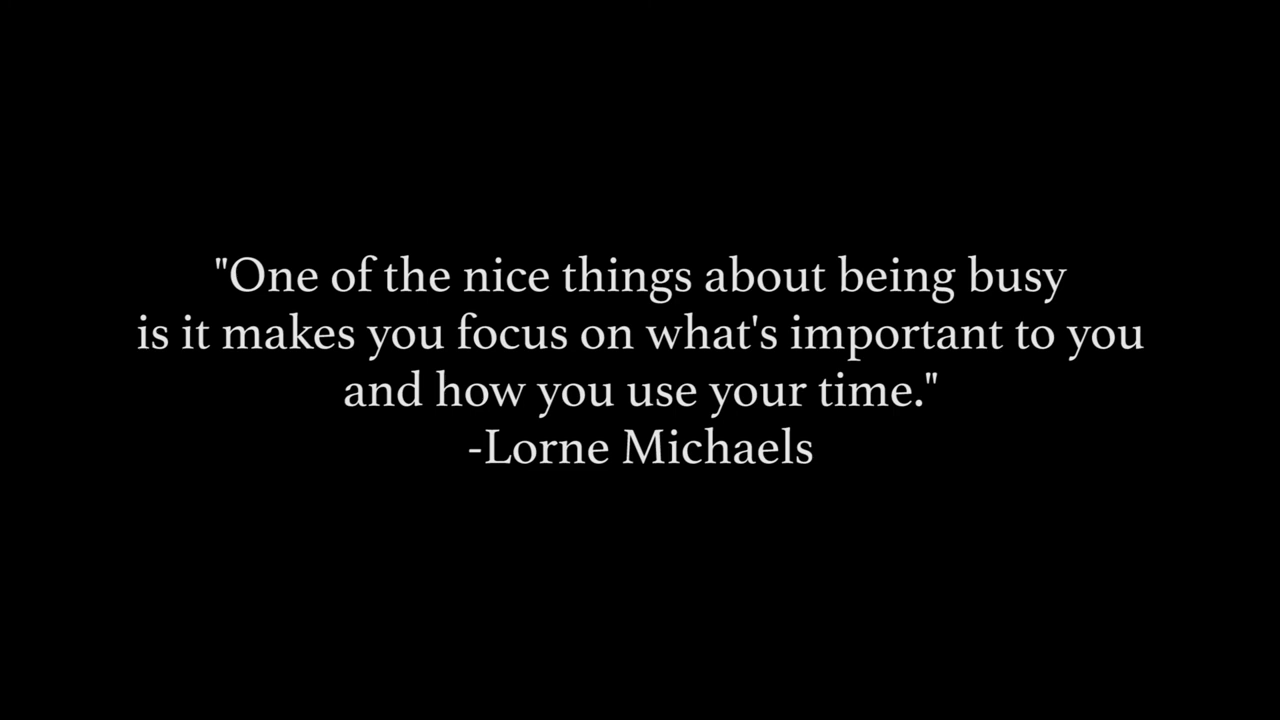 "One of the nice things about being busy
is it makes you focus on what's important to you
and how you use your time."
-Lorne Michaels